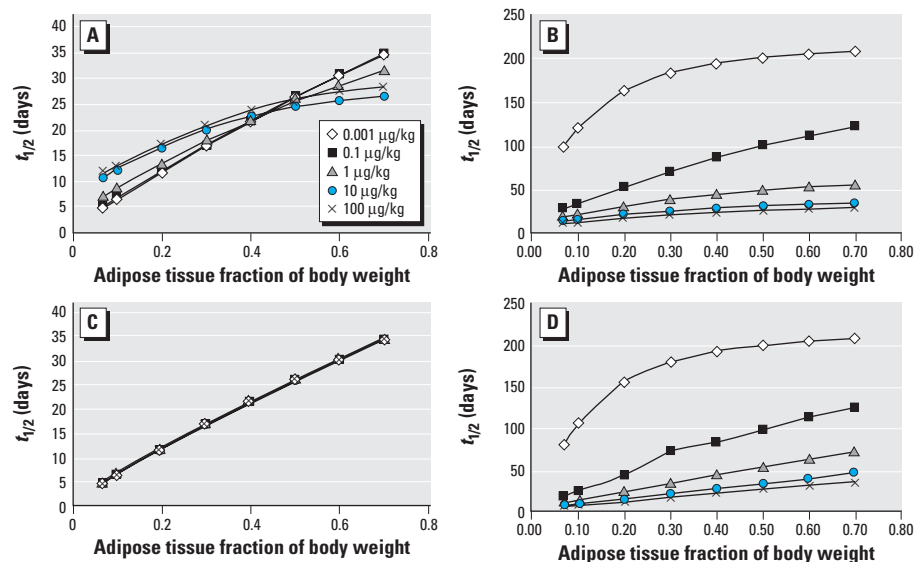 A
t1/2 (days)
40
35
30
25
20
15
10
5
0
0.001 µg/kg
0.1 µg/kg
1 µg/kg
10 µg/kg
100 µg/kg
0 0.2 0.4 0.6 0.8
Adipose tissue fraction of body weight
B
t1/2 (days)
250
200
150
100
50
0
0.00 0.10 0.20 0.30 0.40 0.50 0.60 0.70 0.80
Adipose tissue fraction of body weight
C
t1/2 (days)
40
35
30
25
20
15
10
5
0
0 0.2 0.4 0.6 0.8
Adipose tissue fraction of body weight
D
t1/2 (days)
250
200
150
100
50
0
0.00 0.10 0.20 0.30 0.40 0.50 0.60 0.70 0.80
Adipose tissue fraction of body weight